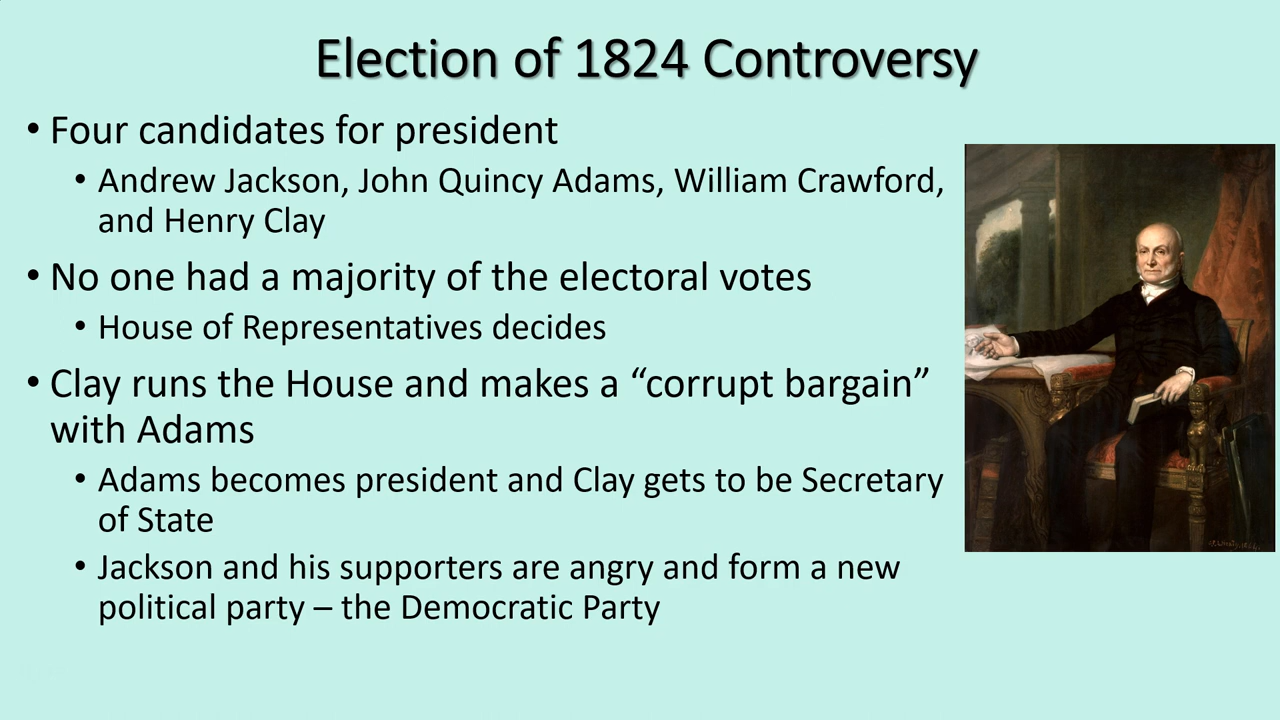 Election of 1824 Controversy
• Four candidates for president
• Andrew Jackson, John Quincy Adams, William Crawford,
and Henry Clay
• No one had a majority of the electoral votes
• House of Representatives decides
• Clay runs the House and makes a “corrupt bargain”
with Adams
• Adams becomes president and Clay gets to be Secretary
of State
• Jackson and his supporters are angry and form a new
political party – the Democratic Party